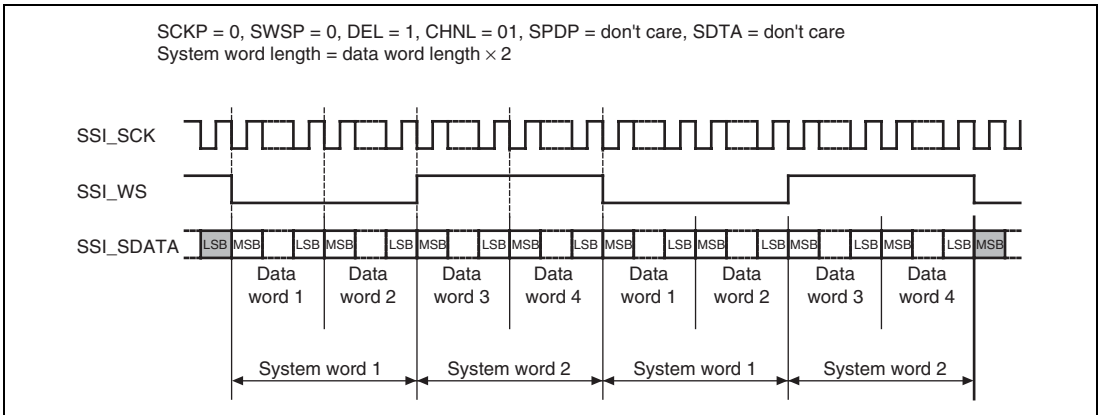 SCKP = 0, SWSP = 0, DEL = 1, CHNL = 01, SPDP = don't care, SDTA = don't care
System word length = data word length × 2
SSI_SCK
SSI_WS
SSI_SDATA
LSB MSB LSB MSB LSB MSB LSB MSB LSB MSB LSB MSB LSB MSB LSB MSB LSB MSB
Data word 1
Data word 2
Data word 3
Data word 4
Data word 1
Data word 2
Data word 3
Data word 4
System word 1
System word 2
System word 1
System word 2